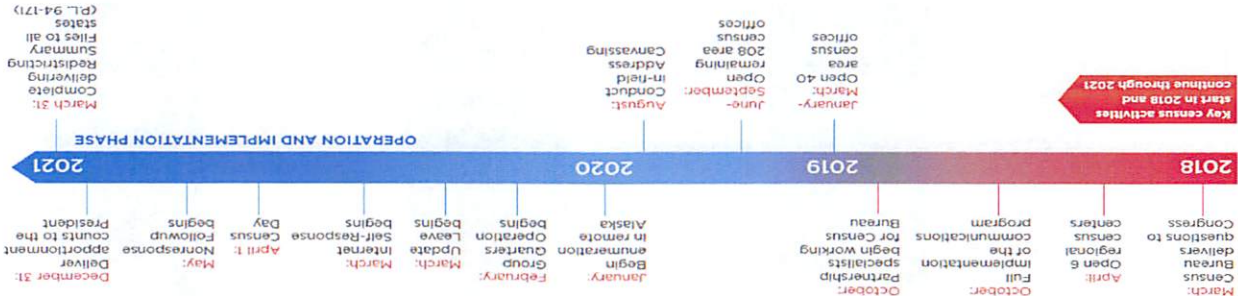 March:
Census
Bureau
delivers
questions to
Congress
April:
Open 6
regional
census
centers
October:
Full
implementation
of the
communications
program
October:
Partnership
specialists
begin working
for Census
Bureau
January:
Begin
enumeration
in remote
Alaska
February:
Group
Quarters
Operation
begins
March:
Update
Leave
begins
March:
Internet
Self-Response
begins
April 1:
Census
Day
May:
Nonresponse
Followup
begins
December 31:
Deliver
apportionment
counts to the
President
2018
2019
2020
2021
OPERATION AND IMPLEMENTATION PHASE
Key census activities
start in 2018 and
continue through 2021
January-
March:
Open 40
area
census
offices
June-
September:
Open
remaining
208 area
census
offices
August:
Conduct
in-field
Address
Canvassing
March 31:
Complete
delivering
Redistricting
Summary
Files to all
states
(P.L. 94-171)